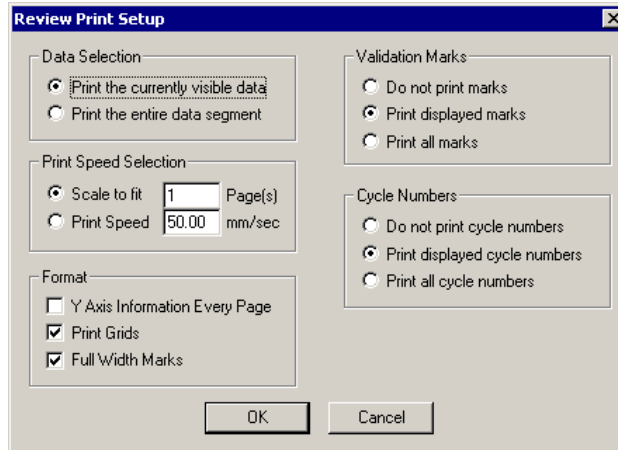 Review Print Setup
Data Selection
Print the currently visible data
Print the entire data segment
Print Speed Selection
Scale to fit 1 Page(s)
Print Speed 50.00 mm/sec
Format
Y Axis Information Every Page
Print Grids
Full Width Marks
Validation Marks
Do not print marks
Print displayed marks
Print all marks
Cycle Numbers
Do not print cycle numbers
Print displayed cycle numbers
Print all cycle numbers
OK Cancel